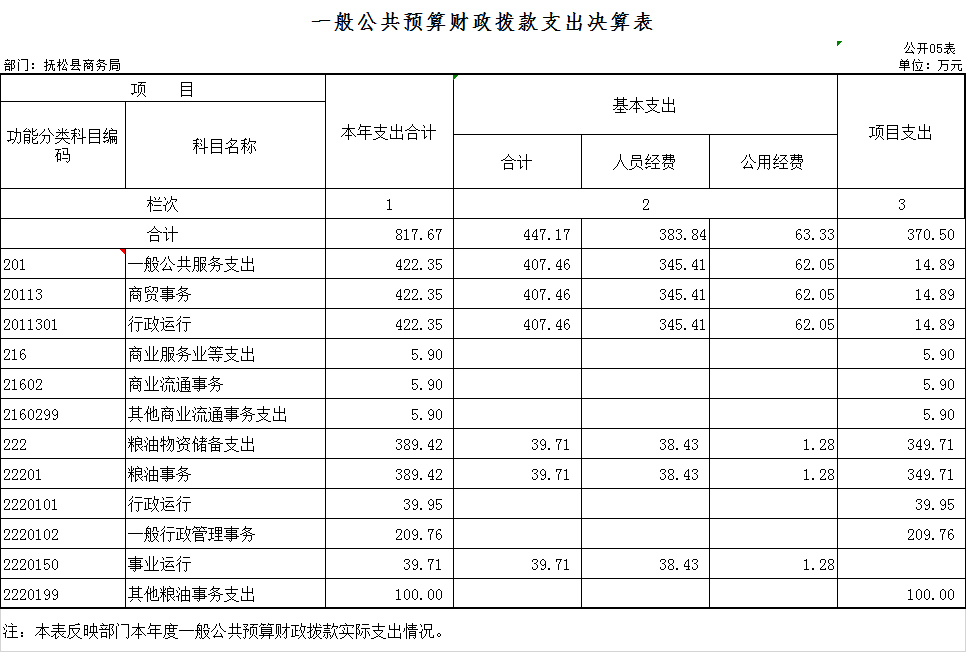 一般公共预算财政拨款支出决算表
公开05表
部门：抚松县商务局 单位：万元
项 目 本年支出合计 基本支出 项目支出
功能分类科目编码 科目名称 合计 人员经费 公用经费
栏次 1 2 3
合计 817.67 447.17 383.84 63.33 370.50
201 一般公共服务支出 422.35 407.46 345.41 62.05 14.89
20113 商贸事务 422.35 407.46 345.41 62.05 14.89
2011301 行政运行 422.35 407.46 345.41 62.05 14.89
216 商业服务业等支出 5.90 5.90
21602 商业流通事务 5.90 5.90
2160299 其他商业流通事务支出 5.90 5.90
222 粮油物资储备支出 389.42 39.71 38.43 1.28 349.71
22201 粮油事务 389.42 39.71 38.43 1.28 349.71
2220101 行政运行 39.95 39.95
2220102 一般行政管理事务 209.76 209.76
2220150 事业运行 39.71 39.71 38.43 1.28
2220199 其他粮油事务支出 100.00 100.00
注：本表反映部门本年度一般公共预算财政拨款实际支出情况。